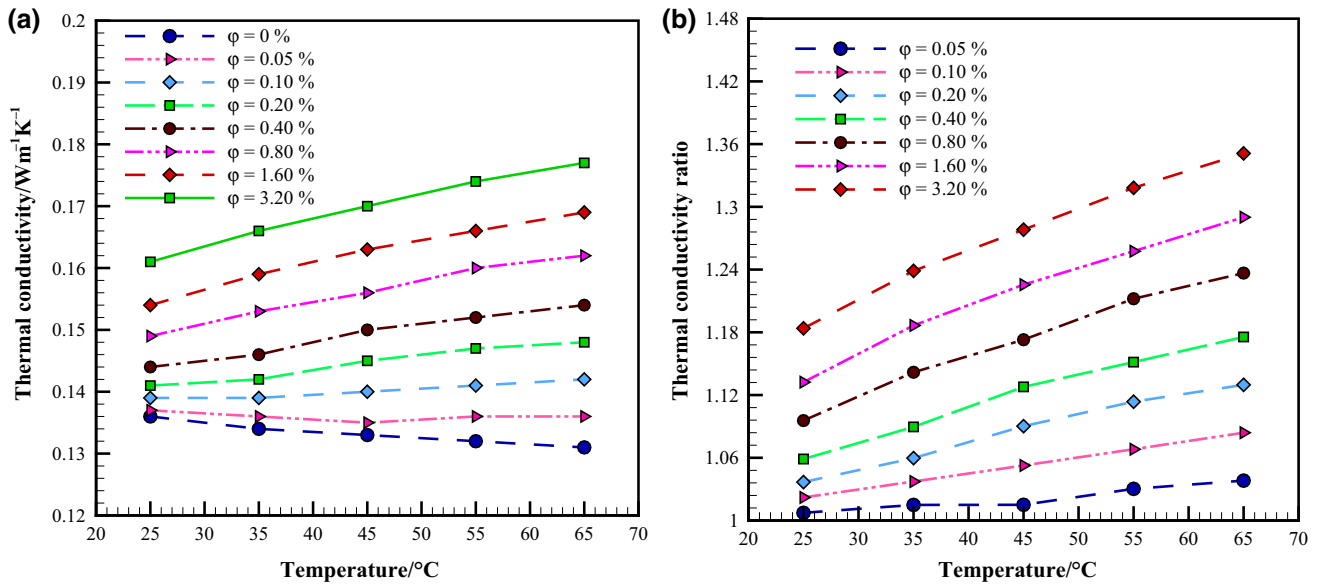 (a)
0.2
0.19
0.18
0.17
0.16
0.15
0.14
0.13
0.12
Thermal conductivity/Wm⁻¹K⁻¹
φ = 0 %
φ = 0.05 %
φ = 0.10 %
φ = 0.20 %
φ = 0.40 %
φ = 0.80 %
φ = 1.60 %
φ = 3.20 %
20 25 30 35 40 45 50 55 60 65 70
Temperature/°C
(b)
1.48
1.42
1.36
1.3
1.24
1.18
1.12
1.06
1
Thermal conductivity ratio
φ = 0.05 %
φ = 0.10 %
φ = 0.20 %
φ = 0.40 %
φ = 0.80 %
φ = 1.60 %
φ = 3.20 %
20 25 30 35 40 45 50 55 60 65 70
Temperature/°C